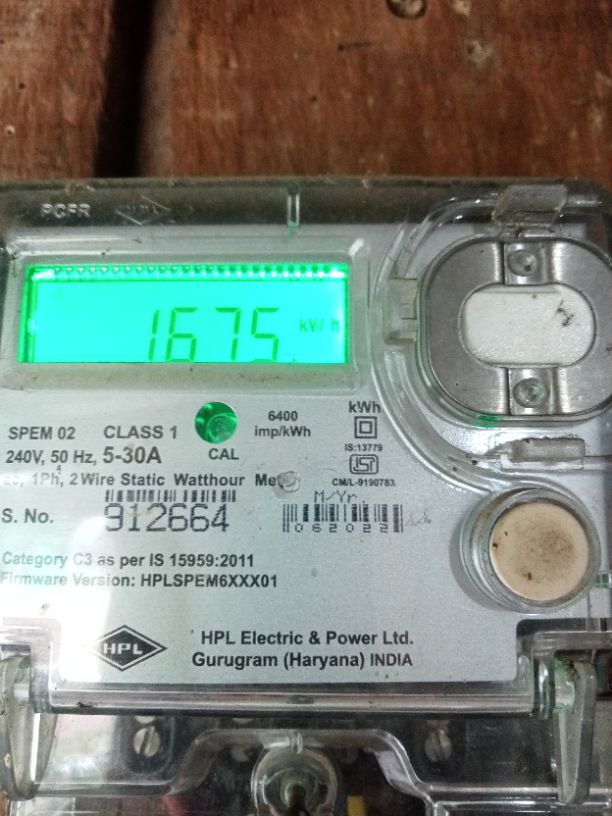 1675 kWh
SPEM 02 CLASS 1 CAL 6400 imp/kWh kWh
240V, 50 Hz, 5-30A IS:13779
CM/L-9190783
1Ph, 2 Wire Static Watthour
M/Yr.
S. No. 912664 062022
Category C3 as per IS 15959:2011
Firmware Version: HPLSPEM6XXX01
HPL HPL Electric & Power Ltd.
Gurugram (Haryana) INDIA